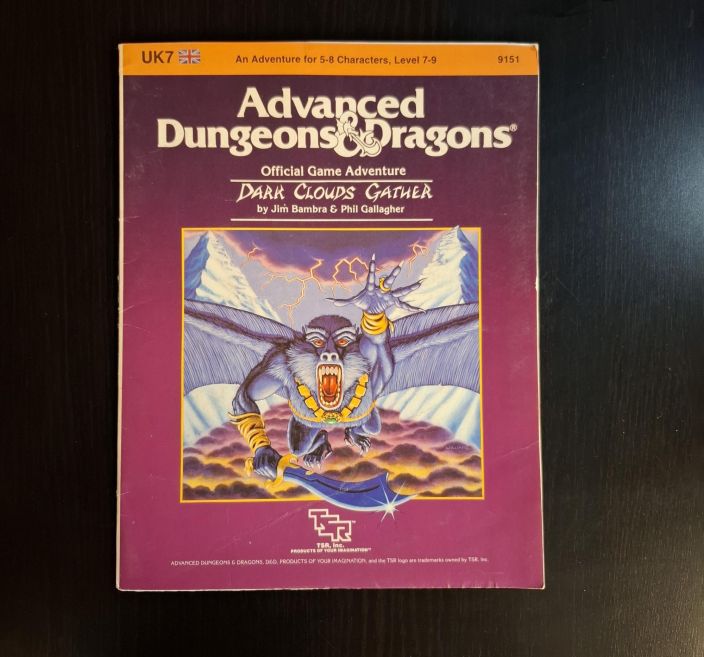 UK7 An Adventure for 5-8 Characters, Level 7-9 9151
Advanced
Dungeons & Dragons®
Official Game Adventure
DARK CLOUDS GATHER
by Jim Bambra & Phil Gallagher
TSR
TSR, Inc.
PRODUCTS OF YOUR IMAGINATION™
ADVANCED DUNGEONS & DRAGONS, D&D, PRODUCTS OF YOUR IMAGINATION, and the TSR logo are trademarks owned by TSR, Inc.